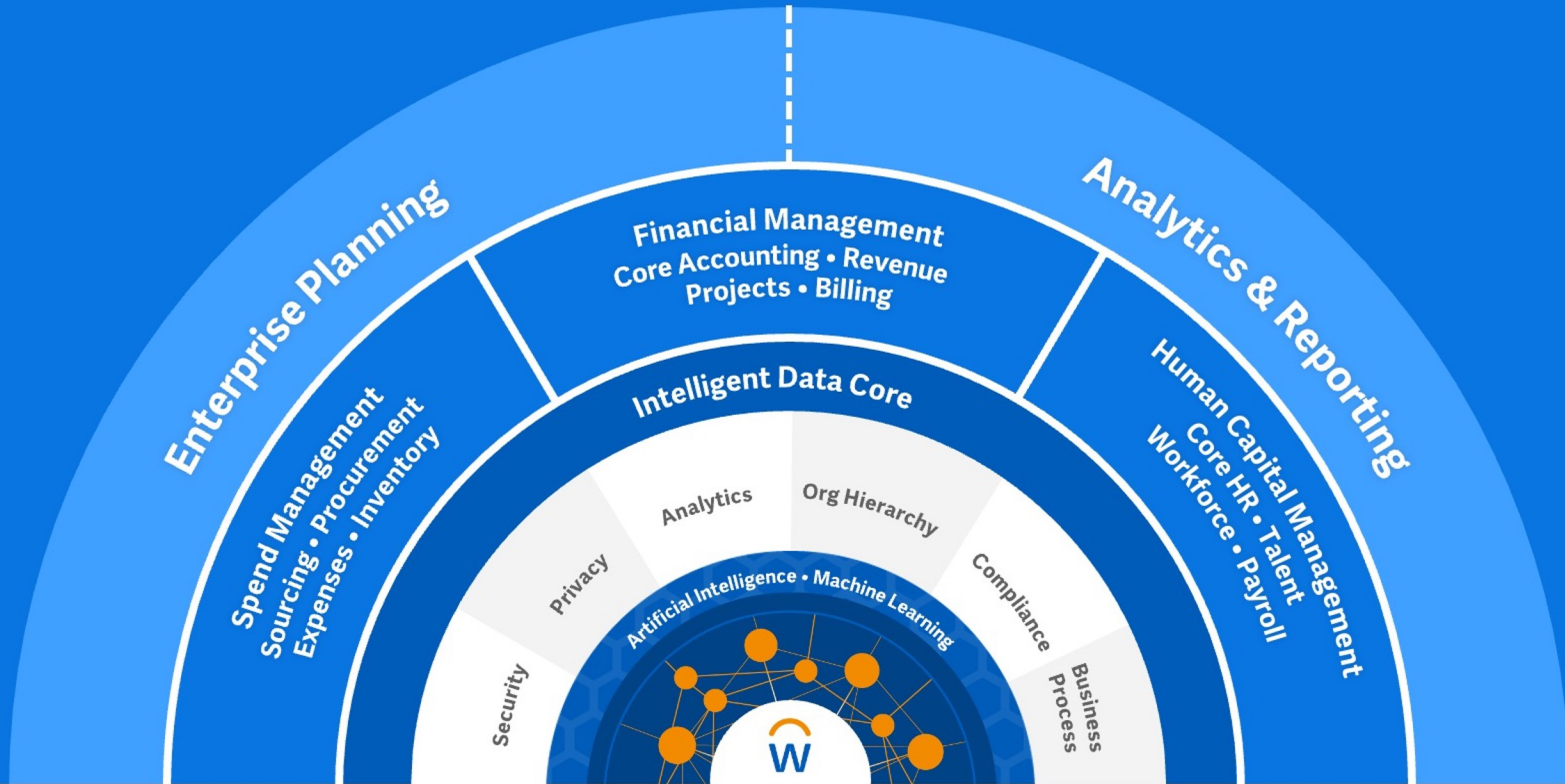 Enterprise Planning
Analytics & Reporting
Financial Management
Core Accounting • Revenue
Projects • Billing
Spend Management
Sourcing • Procurement
Expenses • Inventory
Human Capital Management
Core HR • Talent
Workforce • Payroll
Intelligent Data Core
Security
Privacy
Analytics
Org Hierarchy
Compliance
Business
Process
Artificial Intelligence • Machine Learning
W